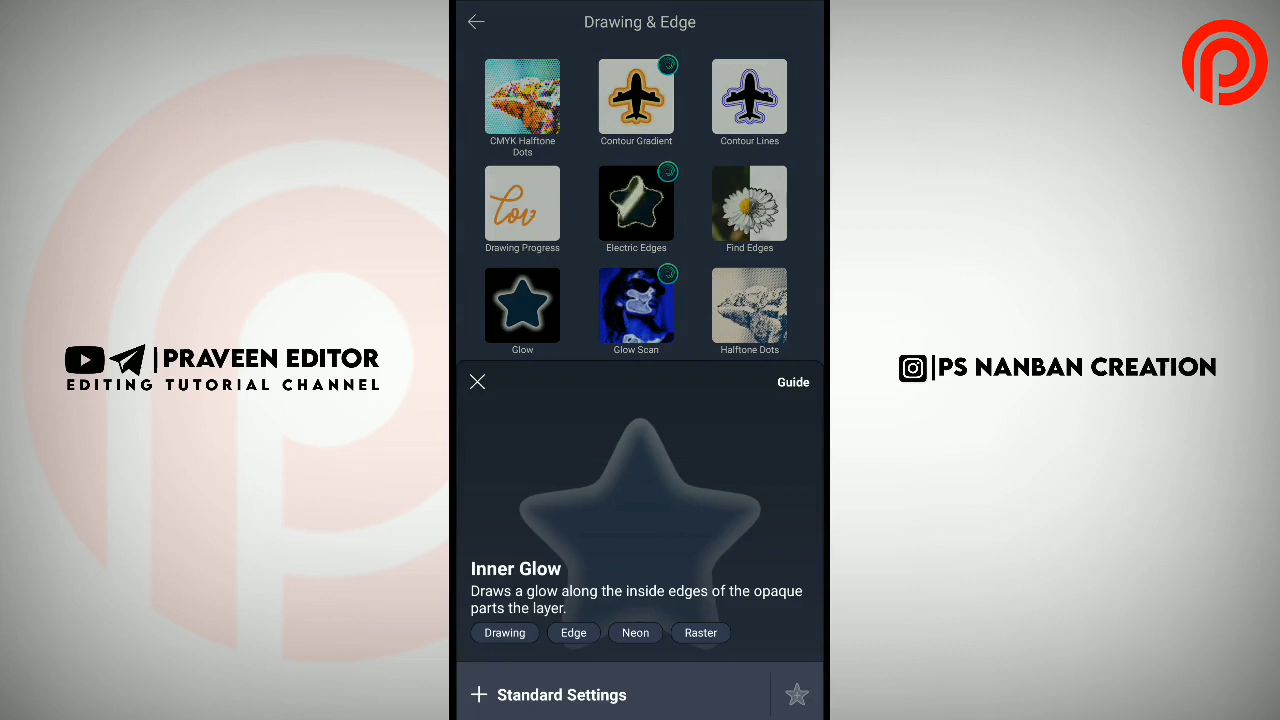 Drawing & Edge
CMYK Halftone
Dots
Contour Gradient
Contour Lines
lov
Drawing Progress
Electric Edges
Find Edges
Glow
Glow Scan
Halftone Dots
Guide
Inner Glow
Draws a glow along the inside edges of the opaque
parts the layer.
Drawing
Edge
Neon
Raster
+ Standard Settings
|PRAVEEN EDITOR
EDITING TUTORIAL CHANNEL
|PS NANBAN CREATION